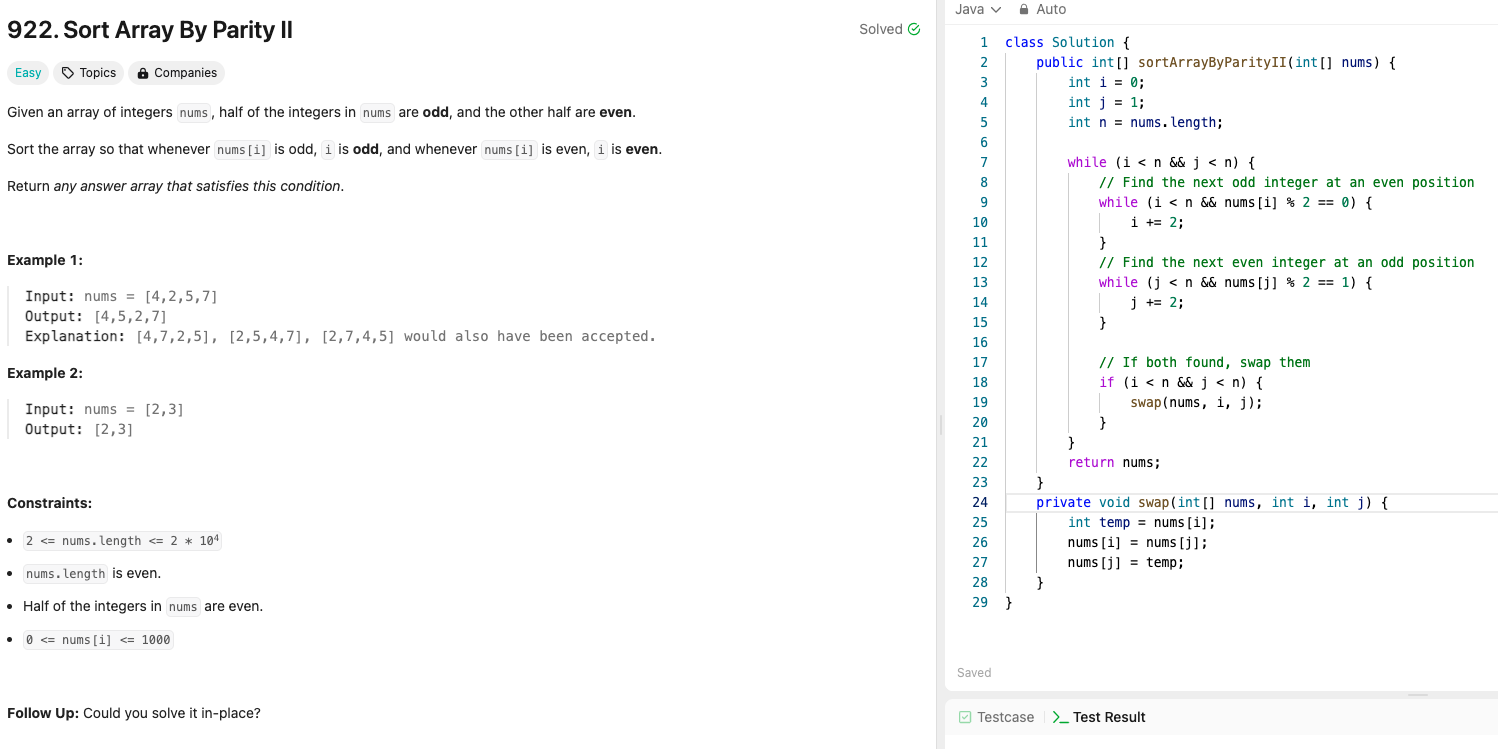 922. Sort Array By Parity II
Solved
Easy
Topics
Companies
Given an array of integers nums, half of the integers in nums are odd, and the other half are even.
Sort the array so that whenever nums[i] is odd, i is odd, and whenever nums[i] is even, i is even.
Return any answer array that satisfies this condition.
Example 1:
Input: nums = [4,2,5,7]
Output: [4,5,2,7]
Explanation: [4,7,2,5], [2,5,4,7], [2,7,4,5] would also have been accepted.
Example 2:
Input: nums = [2,3]
Output: [2,3]
Constraints:
• 2 <= nums.length <= 2 * 10⁴
• nums.length is even.
• Half of the integers in nums are even.
• 0 <= nums[i] <= 1000
Follow Up: Could you solve it in-place?
Java Auto
1 class Solution {
2 public int[] sortArrayByParityII(int[] nums) {
3 int i = 0;
4 int j = 1;
5 int n = nums.length;
6
7 while (i < n && j < n) {
8 // Find the next odd integer at an even position
9 while (i < n && nums[i] % 2 == 0) {
10 i += 2;
11 }
12 // Find the next even integer at an odd position
13 while (j < n && nums[j] % 2 == 1) {
14 j += 2;
15 }
16
17 // If both found, swap them
18 if (i < n && j < n) {
19 swap(nums, i, j);
20 }
21 }
22 return nums;
23 }
24 private void swap(int[] nums, int i, int j) {
25 int temp = nums[i];
26 nums[i] = nums[j];
27 nums[j] = temp;
28 }
29 }
Saved
Testcase
Test Result